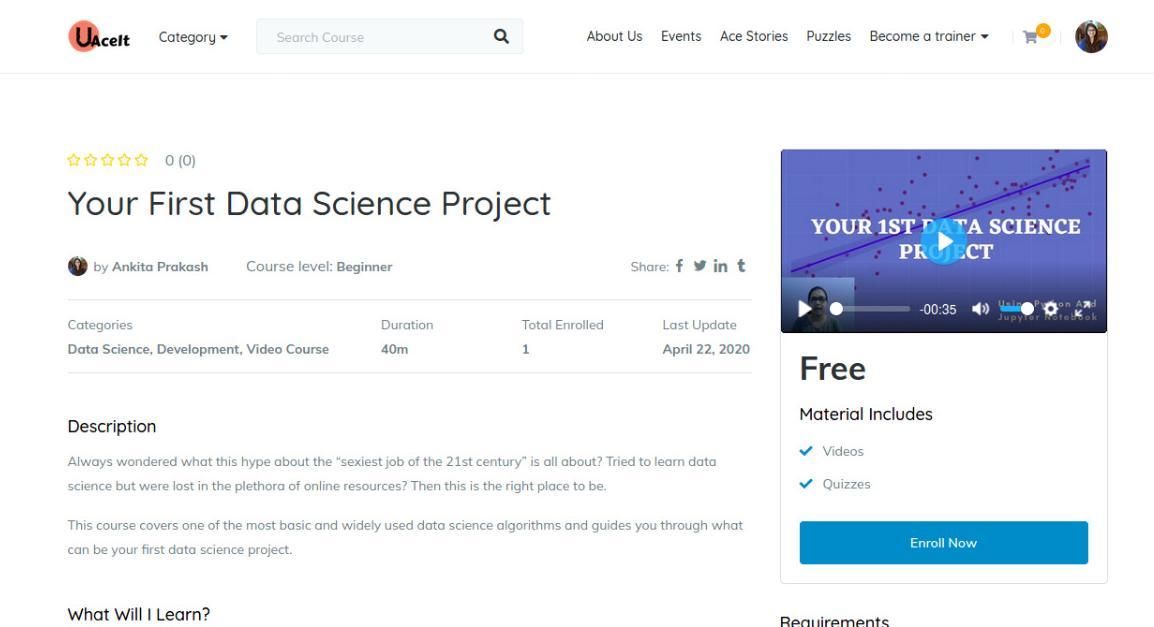 UAceIt
Category
Search Course
About Us
Events
Ace Stories
Puzzles
Become a trainer
0
0 (0)
Your First Data Science Project
by Ankita Prakash
Course level: Beginner
Share:
Categories
Duration
Total Enrolled
Last Update
Data Science, Development, Video Course
40m
1
April 22, 2020
Description
Always wondered what this hype about the “sexiest job of the 21st century” is all about? Tried to learn data
science but were lost in the plethora of online resources? Then this is the right place to be.
This course covers one of the most basic and widely used data science algorithms and guides you through what
can be your first data science project.
What Will I Learn?
YOUR 1ST DATA SCIENCE
PROJECT
-00:35
Using Python And
Jupyter Notebook
Free
Material Includes
Videos
Quizzes
Enroll Now
Requirements